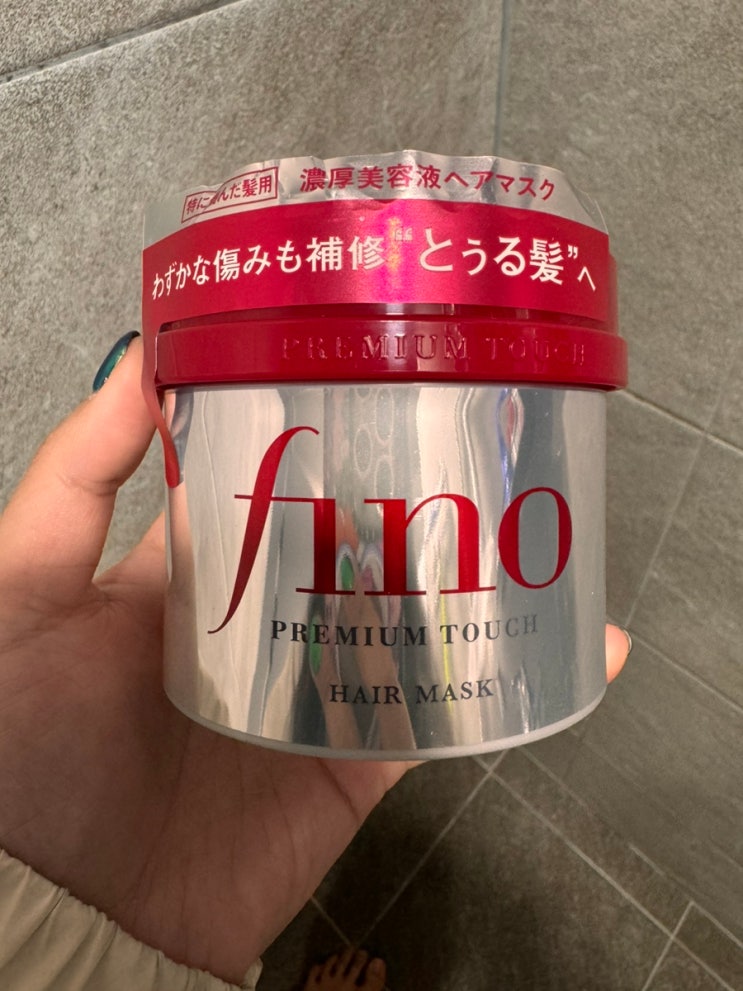 特に傷んだ髪用
濃厚美容液ヘアマスク
わずかな傷みも補修 “とぅる髪”へ
PREMIUM TOUCH
fino
PREMIUM TOUCH
HAIR MASK